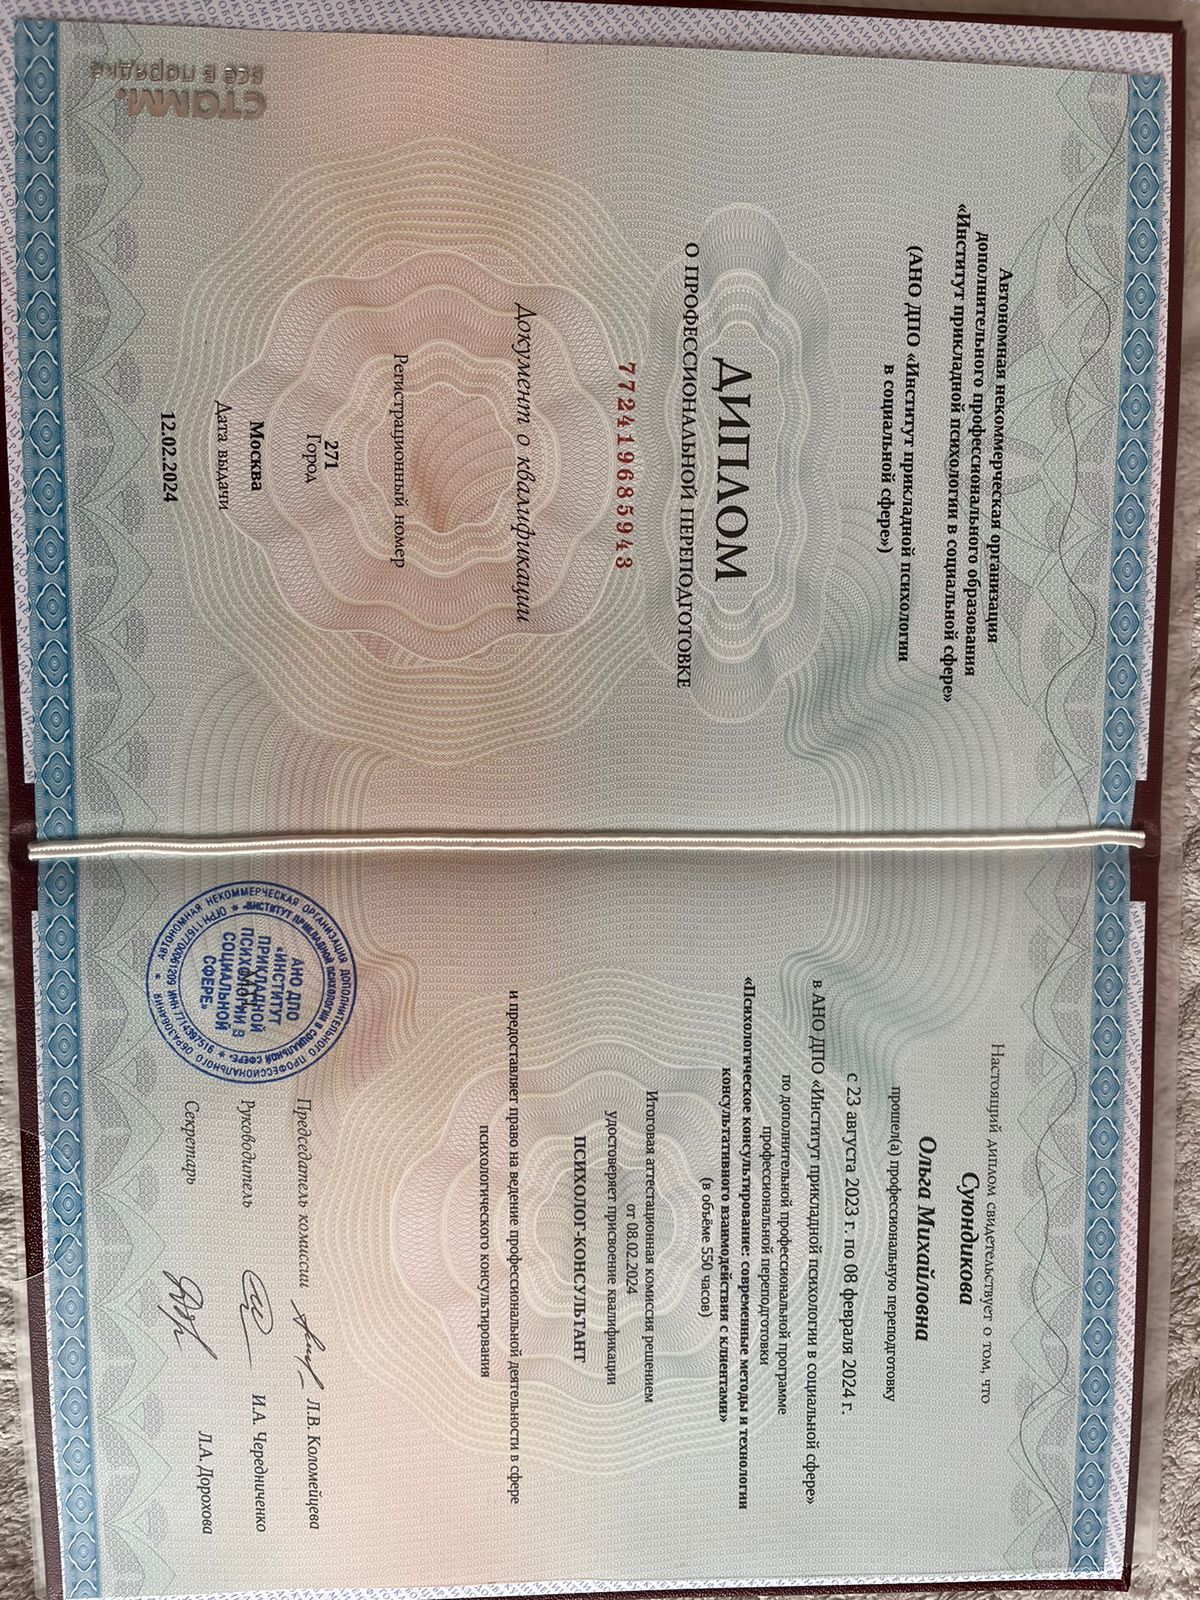 Автономная некоммерческая организация
дополнительного профессионального образования
«Институт прикладной психологии в социальной сфере»
(АНО ДПО «Институт прикладной психологии
в социальной сфере»)
ДИПЛОМ
О ПРОФЕССИОНАЛЬНОЙ ПЕРЕПОДГОТОВКЕ
772419685943
Документ о квалификации
Регистрационный номер
271
Город
Москва
Дата выдачи
12.02.2024
стамм.
все в порядке
Настоящий диплом свидетельствует о том, что
Суюндикова
Ольга Михайловна
прошел(а) профессиональную переподготовку
с 23 августа 2023 г. по 08 февраля 2024 г.
в АНО ДПО «Институт прикладной психологии в социальной сфере»
по дополнительной профессиональной программе
профессиональной переподготовки
«Психологическое консультирование: современные методы и технологии
консультативного взаимодействия с клиентами»
(в объёме 550 часов)
Итоговая аттестационная комиссия решением
от 08.02.2024
удостоверяет присвоение квалификации
ПСИХОЛОГ-КОНСУЛЬТАНТ
и предоставляет право на ведение профессиональной деятельности в сфере
психологического консультирования
Председатель комиссии Л.В. Коломейцева
Руководитель И.А. Чередниченко
Секретарь Л.А. Дорохова
М.П.
АВТОНОМНАЯ НЕКОММЕРЧЕСКАЯ ОРГАНИЗАЦИЯ ДОПОЛНИТЕЛЬНОГО ПРОФЕССИОНАЛЬНОГО ОБРАЗОВАНИЯ
«ИНСТИТУТ ПРИКЛАДНОЙ ПСИХОЛОГИИ В СОЦИАЛЬНОЙ СФЕРЕ»
ОГРН 1167700061209 ИНН 7714397516
АНО ДПО
«ИНСТИТУТ
ПРИКЛАДНОЙ
ПСИХОЛОГИИ В
СОЦИАЛЬНОЙ
СФЕРЕ»